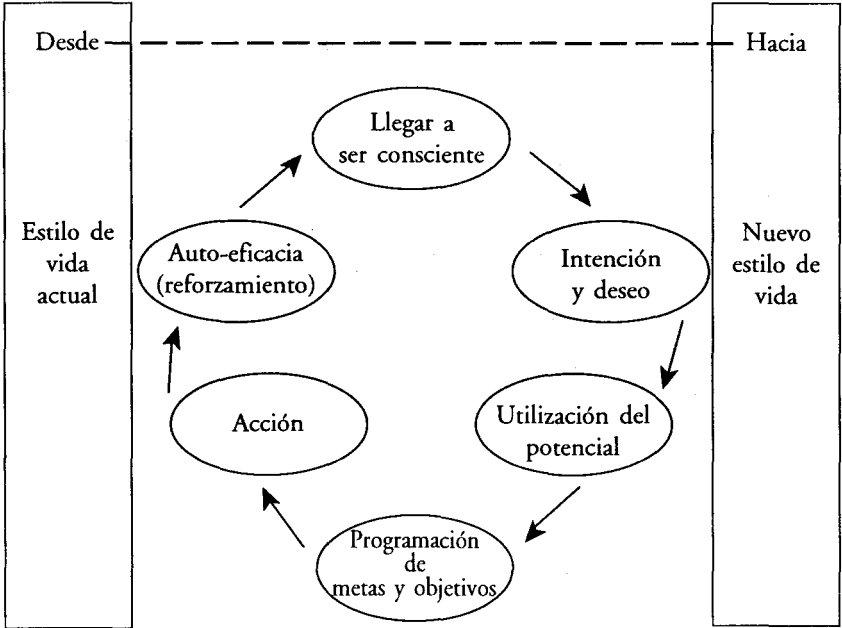 Desde
Hacia
Llegar a
ser consciente
Estilo de
vida
actual
Auto-eficacia
(reforzamiento)
Intención
y deseo
Nuevo
estilo de
vida
Acción
Utilización del
potencial
Programación
de
metas y objetivos